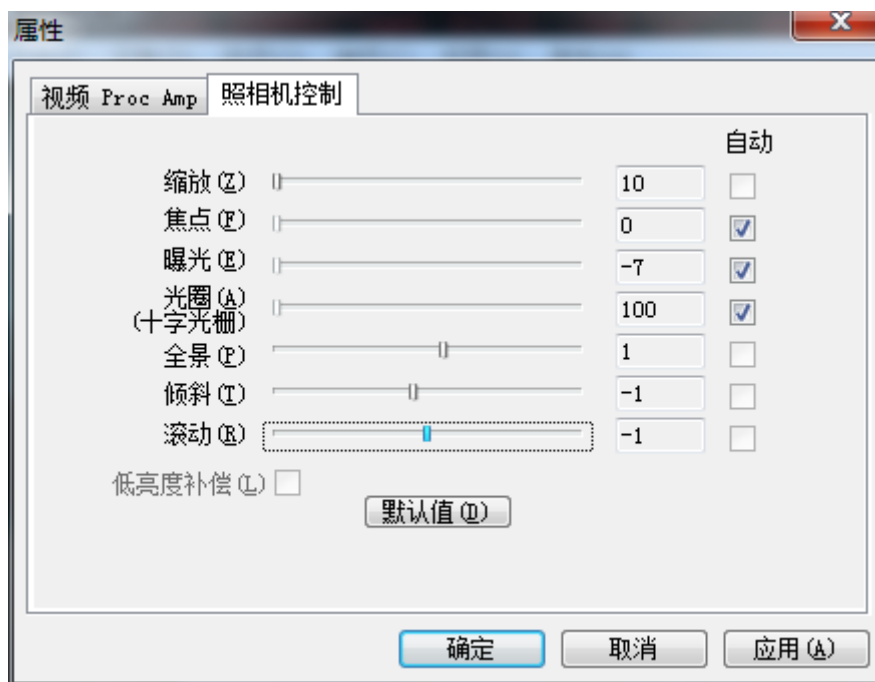 属性
视频 Proc Amp 照相机控制
自动
缩放(Z) 10
焦点(F) 0
曝光(E) -7
光圈(A) 100
(十字光栅)
全景(P) 1
倾斜(T) -1
滚动(R) -1
低亮度补偿(L)
默认值(D)
确定 取消 应用(A)